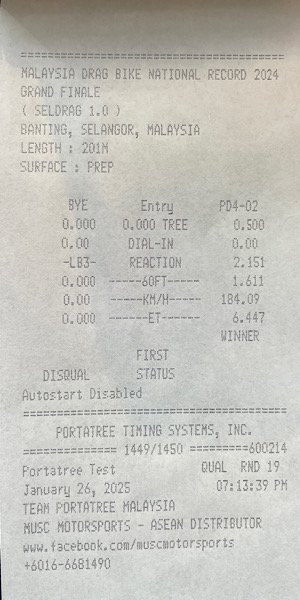 =====================================
MALAYSIA DRAG BIKE NATIONAL RECORD 2024
GRAND FINALE
( SELDRAG 1.0 )
BANTING, SELANGOR, MALAYSIA
LENGTH : 201M
SURFACE : PREP
BYE Entry PD4-02
0.000 0.000 TREE 0.500
0.00 DIAL-IN 0.00
-LB3- REACTION 2.151
0.000 -----60FT----- 1.611
0.00 -----KM/H----- 184.09
0.000 ------ET------ 6.447
WINNER
FIRST
DISQUAL STATUS
Autostart Disabled
=====================================
PORTATREE TIMING SYSTEMS, INC.
============= 1449/1450 =========600214
Portatree Test QUAL RND 19
January 26, 2025 07:13:39 PM
TEAM PORTATREE MALAYSIA
MUSC MOTORSPORTS - ASEAN DISTRIBUTOR
www.facebook.com/muscmotorsports
+6016-6681490